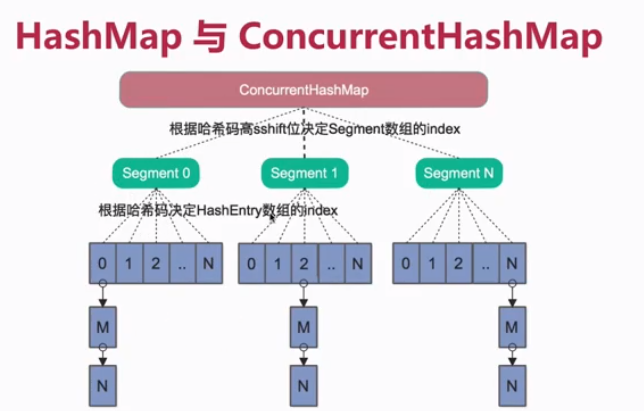 HashMap 与 ConcurrentHashMap
ConcurrentHashMap
根据哈希码高sshift位决定Segment数组的index
Segment 0 Segment 1 Segment N
根据哈希码决定HashEntry数组的index
0 1 2 .. N 0 1 2 .. N 0 1 2 .. N
M M M
N N N